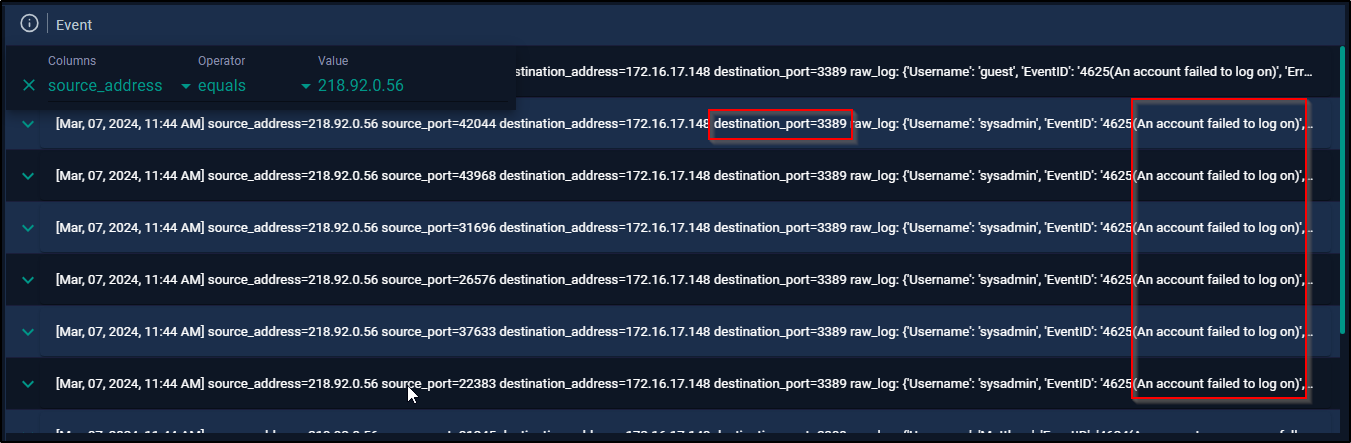 Event
Columns Operator Value
source_address equals 218.92.0.56
stination_address=172.16.17.148 destination_port=3389 raw_log: {'Username': 'guest', 'EventID': '4625(An account failed to log on)', 'Err...
[Mar, 07, 2024, 11:44 AM] source_address=218.92.0.56 source_port=42044 destination_address=172.16.17.148 destination_port=3389 raw_log: {'Username': 'sysadmin', 'EventID': '4625(An account failed to log on)',...
[Mar, 07, 2024, 11:44 AM] source_address=218.92.0.56 source_port=43968 destination_address=172.16.17.148 destination_port=3389 raw_log: {'Username': 'sysadmin', 'EventID': '4625(An account failed to log on)',...
[Mar, 07, 2024, 11:44 AM] source_address=218.92.0.56 source_port=31696 destination_address=172.16.17.148 destination_port=3389 raw_log: {'Username': 'sysadmin', 'EventID': '4625(An account failed to log on)',...
[Mar, 07, 2024, 11:44 AM] source_address=218.92.0.56 source_port=26576 destination_address=172.16.17.148 destination_port=3389 raw_log: {'Username': 'sysadmin', 'EventID': '4625(An account failed to log on)',...
[Mar, 07, 2024, 11:44 AM] source_address=218.92.0.56 source_port=37633 destination_address=172.16.17.148 destination_port=3389 raw_log: {'Username': 'sysadmin', 'EventID': '4625(An account failed to log on)',...
[Mar, 07, 2024, 11:44 AM] source_address=218.92.0.56 source_port=22383 destination_address=172.16.17.148 destination_port=3389 raw_log: {'Username': 'sysadmin', 'EventID': '4625(An account failed to log on)',...